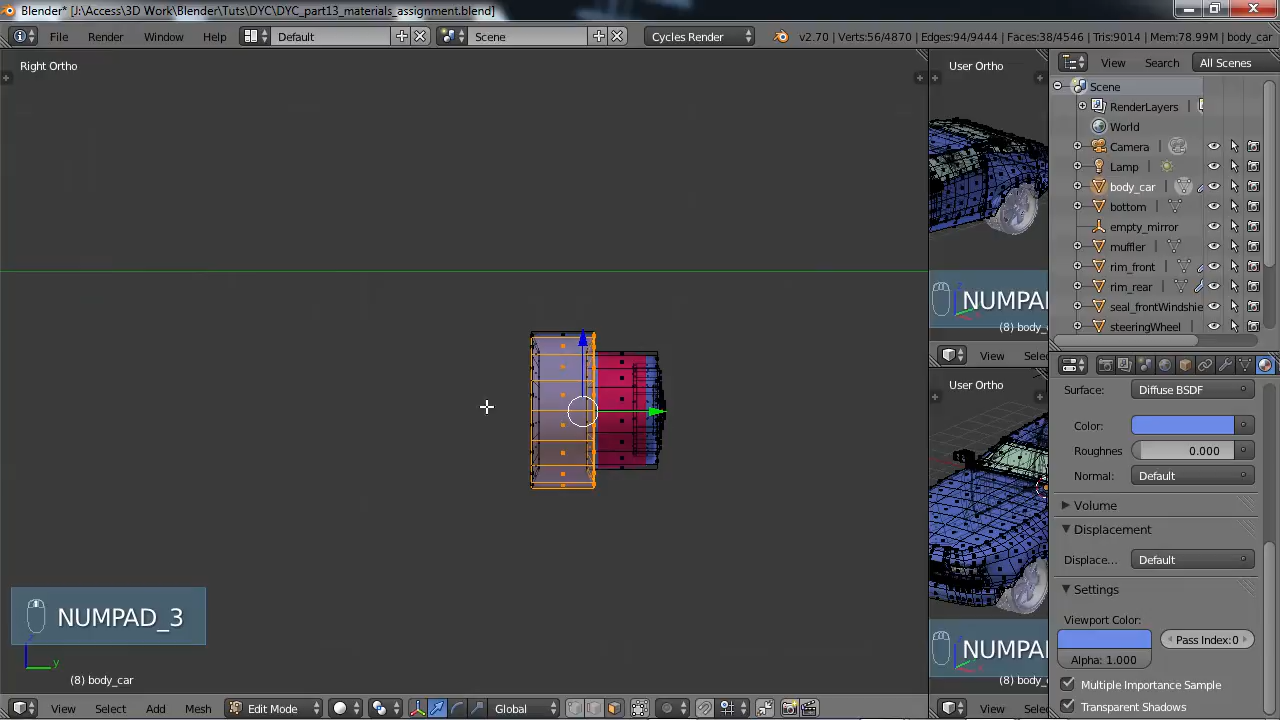 Blender* [J:\Access\3D Work\Blender\Tuts\DYC\DYC_part13_materials_assignment.blend]
File Render Window Help Default Scene Cycles Render v2.70 | Verts:56/4870 | Edges:94/9444 | Faces:38/4546 | Tris:9014 | Mem:78.99M | body_car
Right Ortho
User Ortho
View Search All Scenes
Scene
RenderLayers
World
Camera
Lamp
body_car
bottom
empty_mirror
muffler
rim_front
rim_rear
seal_frontWindshie
steeringWheel
NUMPA
(8) body_
View Select
User Ortho
Surface: Diffuse BSDF
Color:
Roughnes 0.000
Normal: Default
Volume
Displacement
Displace... Default
Settings
Viewport Color:
Pass Index:0
Alpha: 1.000
Multiple Importance Sample
Transparent Shadows
NUMPAD_3
y
(8) body_car
View Select Add Mesh Edit Mode Global
NUMPA
(8) body_
View Select